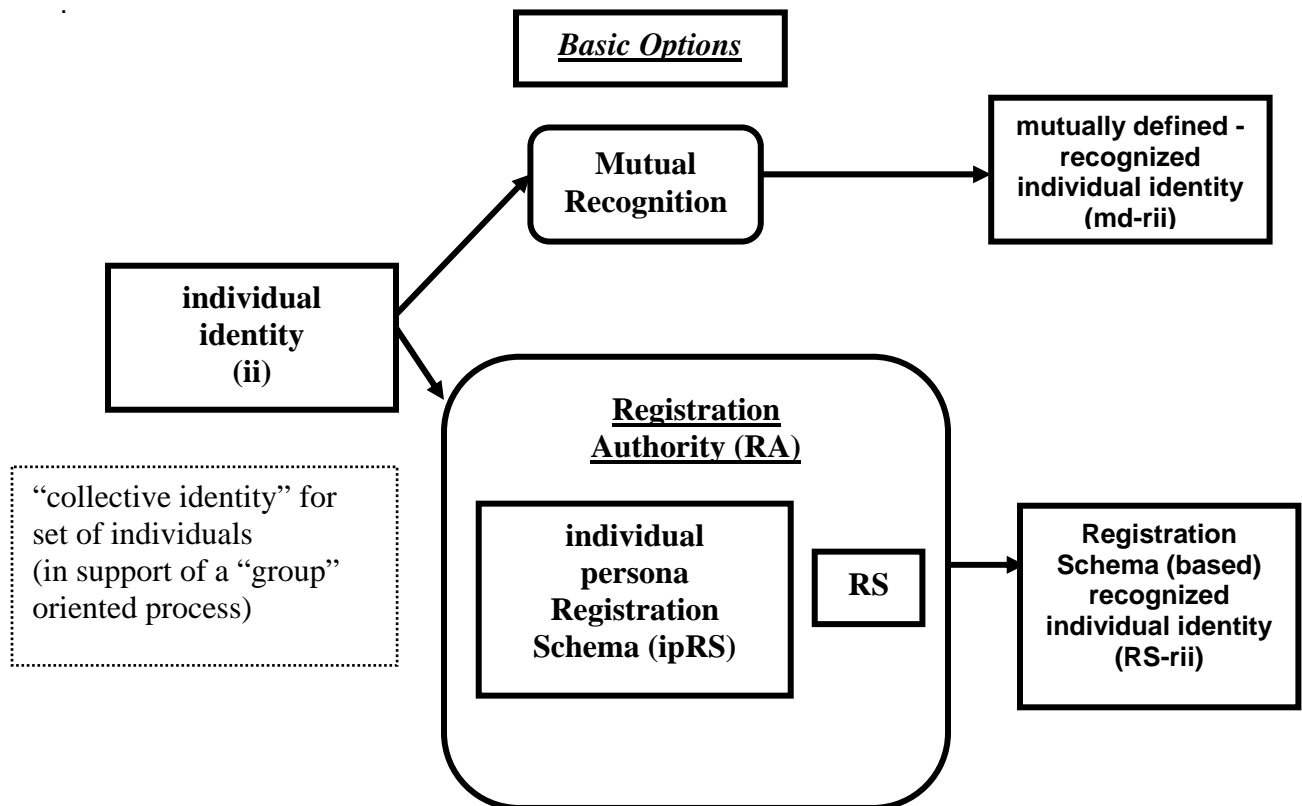 Basic Options
Mutual
Recognition
mutually defined -
recognized
individual identity
(md-rii)
individual
identity
(ii)
Registration
Authority (RA)
“collective identity” for
set of individuals
(in support of a “group”
oriented process)
individual
persona
Registration
Schema (ipRS)
RS
Registration
Schema (based)
recognized
individual identity
(RS-rii)